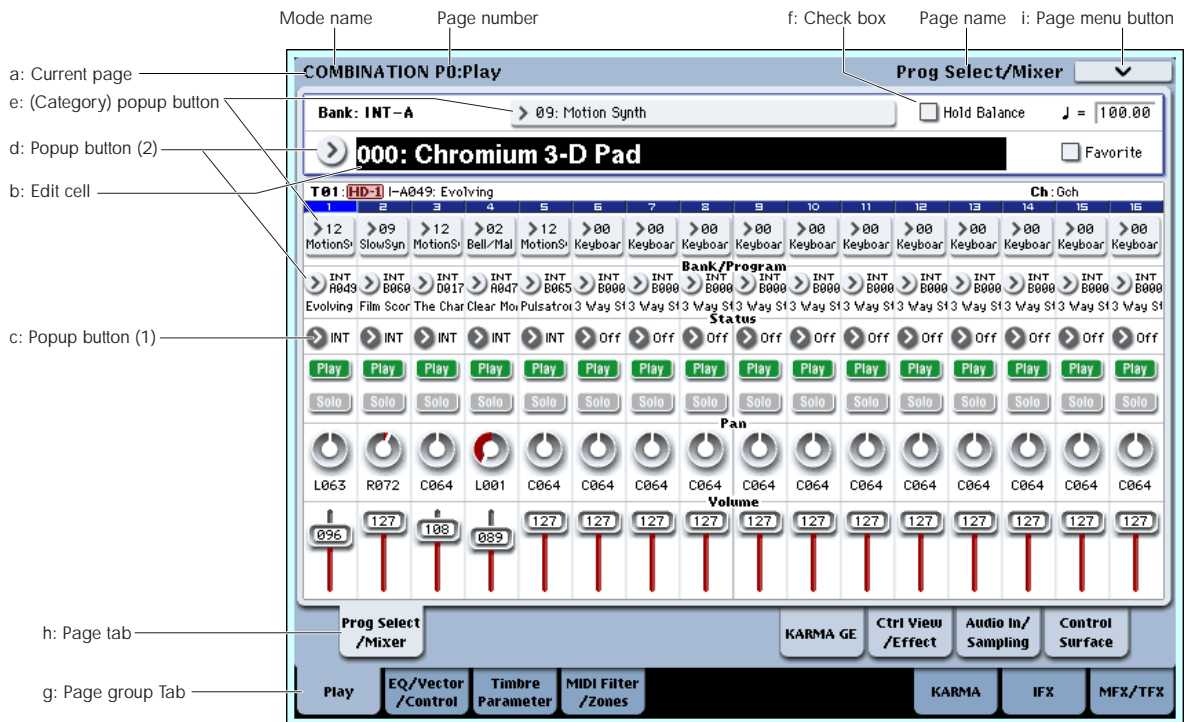 Mode name Page number f: Check box Page name i: Page menu button
a: Current page
COMBINATION P0:Play Prog Select/Mixer
e: (Category) popup button
Bank: INT-A 09: Motion Synth Hold Balance ♩ = 100.00
d: Popup button (2)
000: Chromium 3-D Pad Favorite
b: Edit cell
T01: HD-1 I-A049: Evolving Ch:Gch
1 2 3 4 5 6 7 8 9 10 11 12 13 14 15 16
12 09 12 02 12 00 00 00 00 00 00 00 00 00 00 00
MotionS SlowSyn MotionS Bell/Mal MotionS Keyboar Keyboar Keyboar Keyboar Keyboar Keyboar Keyboar Keyboar Keyboar Keyboar Keyboar
Bank/Program
INT INT INT INT INT INT INT INT INT INT INT INT INT INT INT INT
A049 B060 D017 A047 B065 B000 B000 B000 B000 B000 B000 B000 B000 B000 B000 B000
Evolving Film Scor The Char Clear Mo Pulsatro 3 Way St 3 Way St 3 Way St 3 Way St 3 Way St 3 Way St 3 Way St 3 Way St 3 Way St 3 Way St 3 Way St
Status
c: Popup button (1)
INT INT INT INT INT Off Off Off Off Off Off Off Off Off Off Off
Play Play Play Play Play Play Play Play Play Play Play Play Play Play Play Play
Solo Solo Solo Solo Solo Solo Solo Solo Solo Solo Solo Solo Solo Solo Solo Solo
Pan
L063 R072 C064 L001 C064 C064 C064 C064 C064 C064 C064 C064 C064 C064 C064 C064
Volume
096 127 108 089 127 127 127 127 127 127 127 127 127 127 127 127
h: Page tab
Prog Select
/Mixer
KARMA GE
Ctrl View
/Effect
Audio In/
Sampling
Control
Surface
g: Page group Tab
Play
EQ/Vector
/Control
Timbre
Parameter
MIDI Filter
/Zones
KARMA
IFX
MFX/TFX